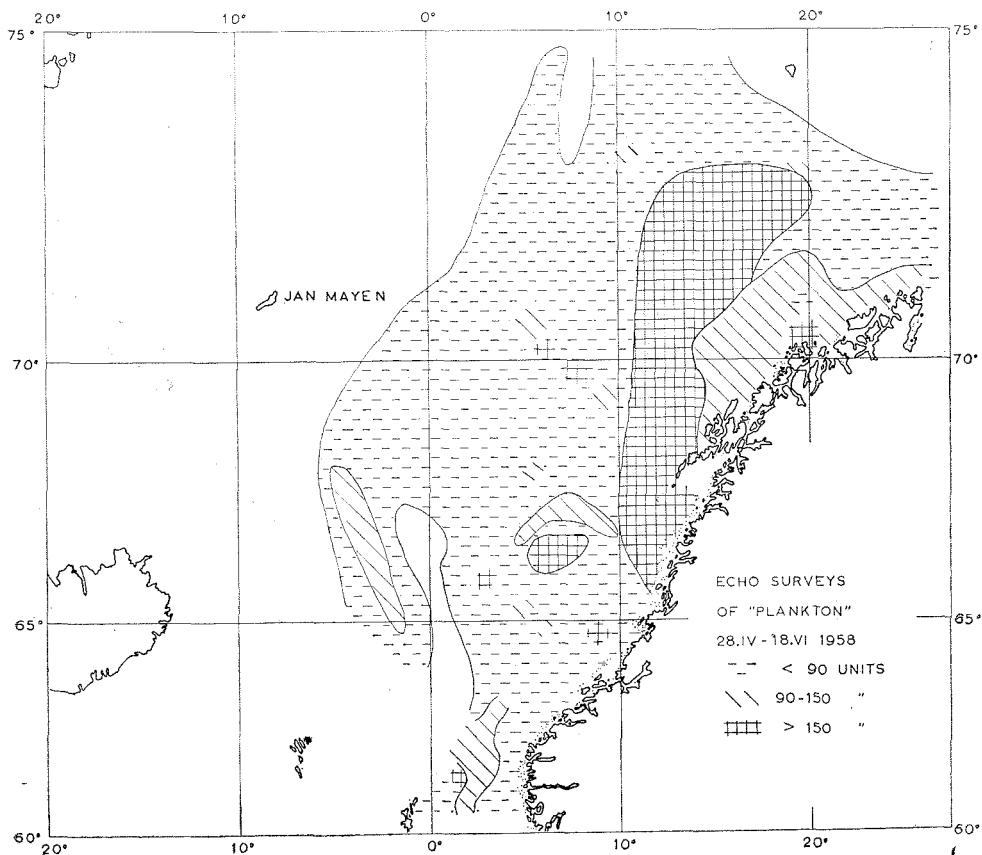 20° 10° 0° 10° 20°
75° 75°
JAN MAYEN
70° 70°
ECHO SURVEYS
OF "PLANKTON"
65° 65°
28.IV-18.VI 1958
< 90 UNITS
90-150 "
> 150 "
60° 60°
20° 10° 0° 10° 20°